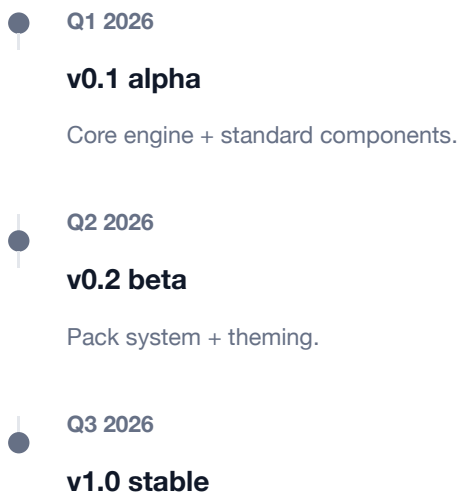 Q1 2026
v0.1 alpha
Core engine + standard components.
Q2 2026
v0.2 beta
Pack system + theming.
Q3 2026
v1.0 stable